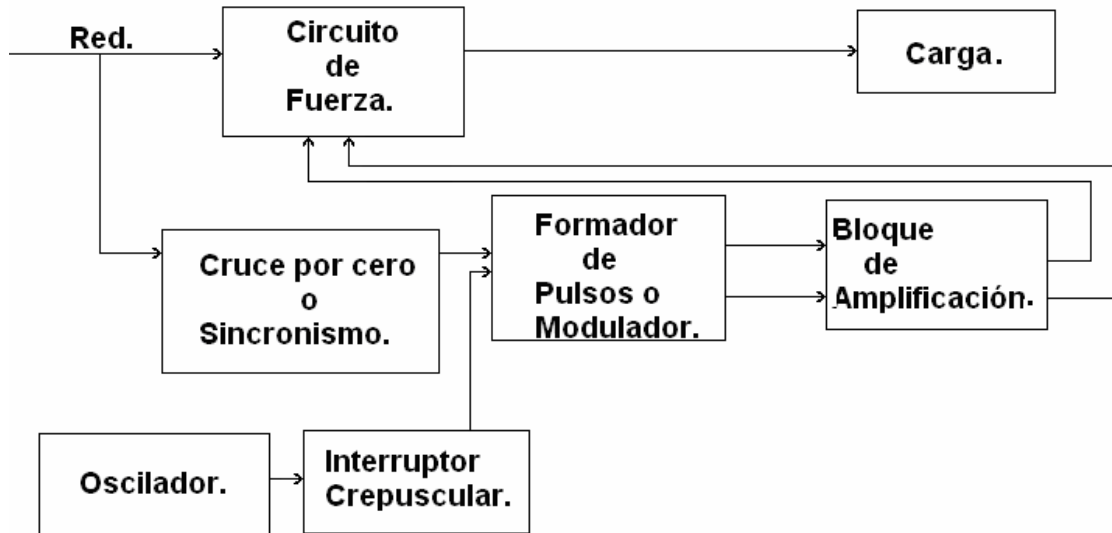 Red.
Circuito
de
Fuerza.
Carga.
Cruce por cero
o
Sincronismo.
Formador
de
Pulsos o
Modulador.
Bloque
de
Amplificación.
Oscilador.
Interruptor
Crepuscular.